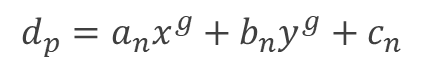 $d_p = a_n x^g + b_n y^g + c_n$